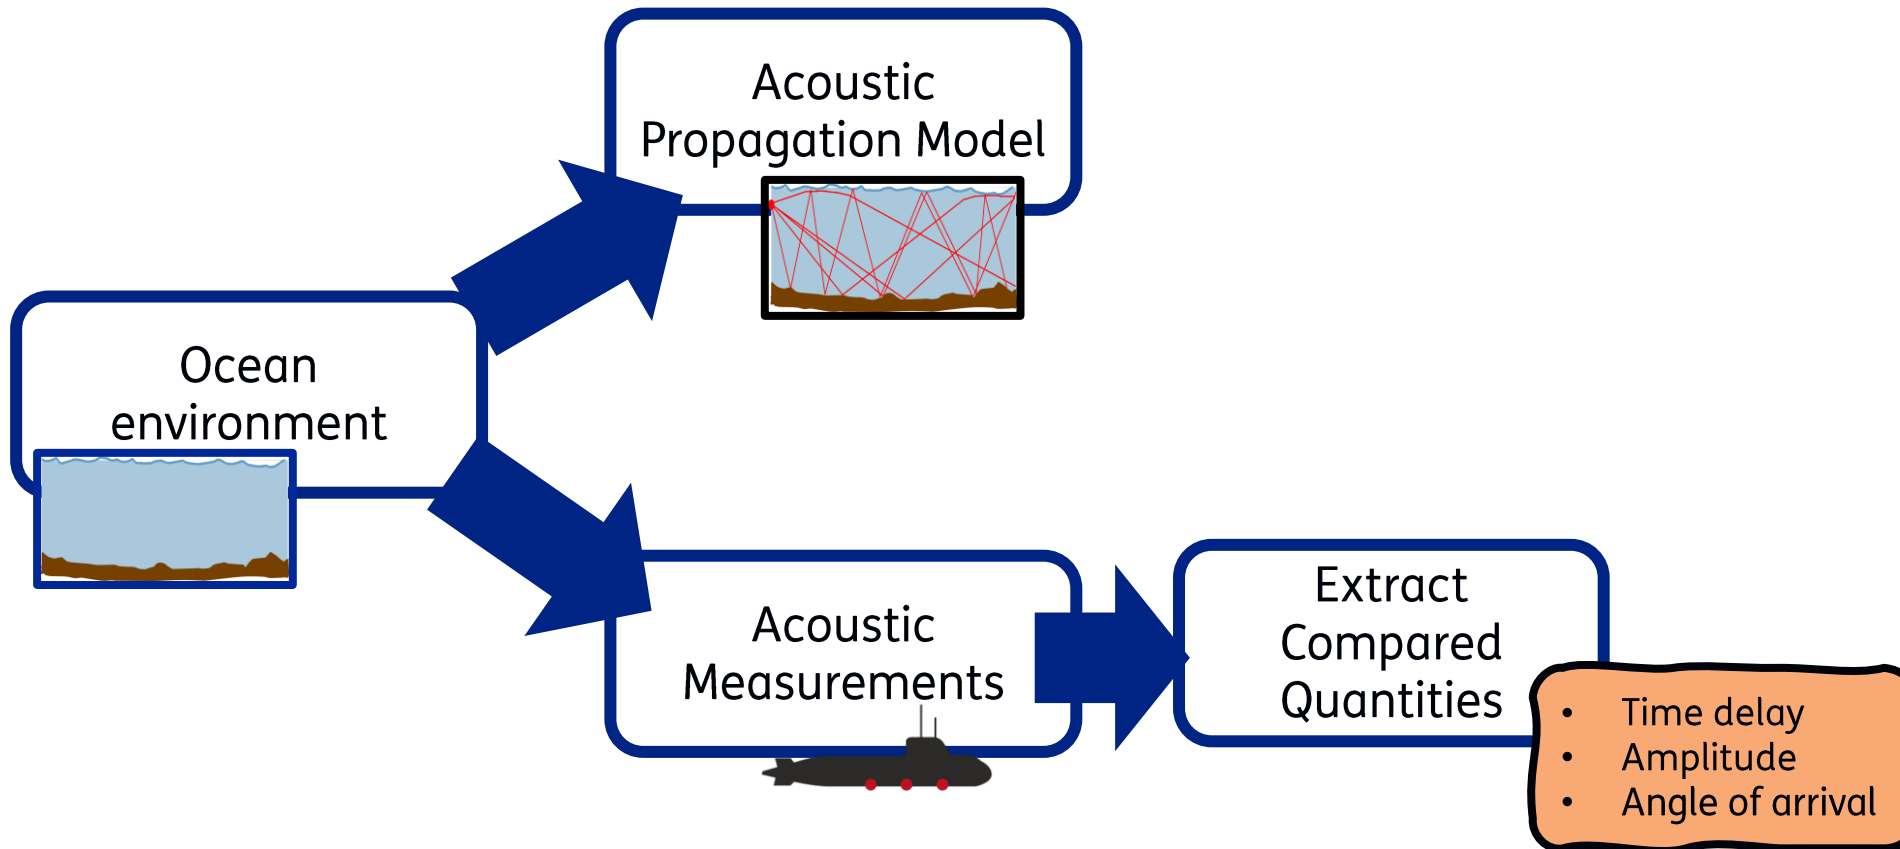 Acoustic
Propagation Model
Ocean
environment
Acoustic
Measurements
Extract
Compared
Quantities
• Time delay
• Amplitude
• Angle of arrival